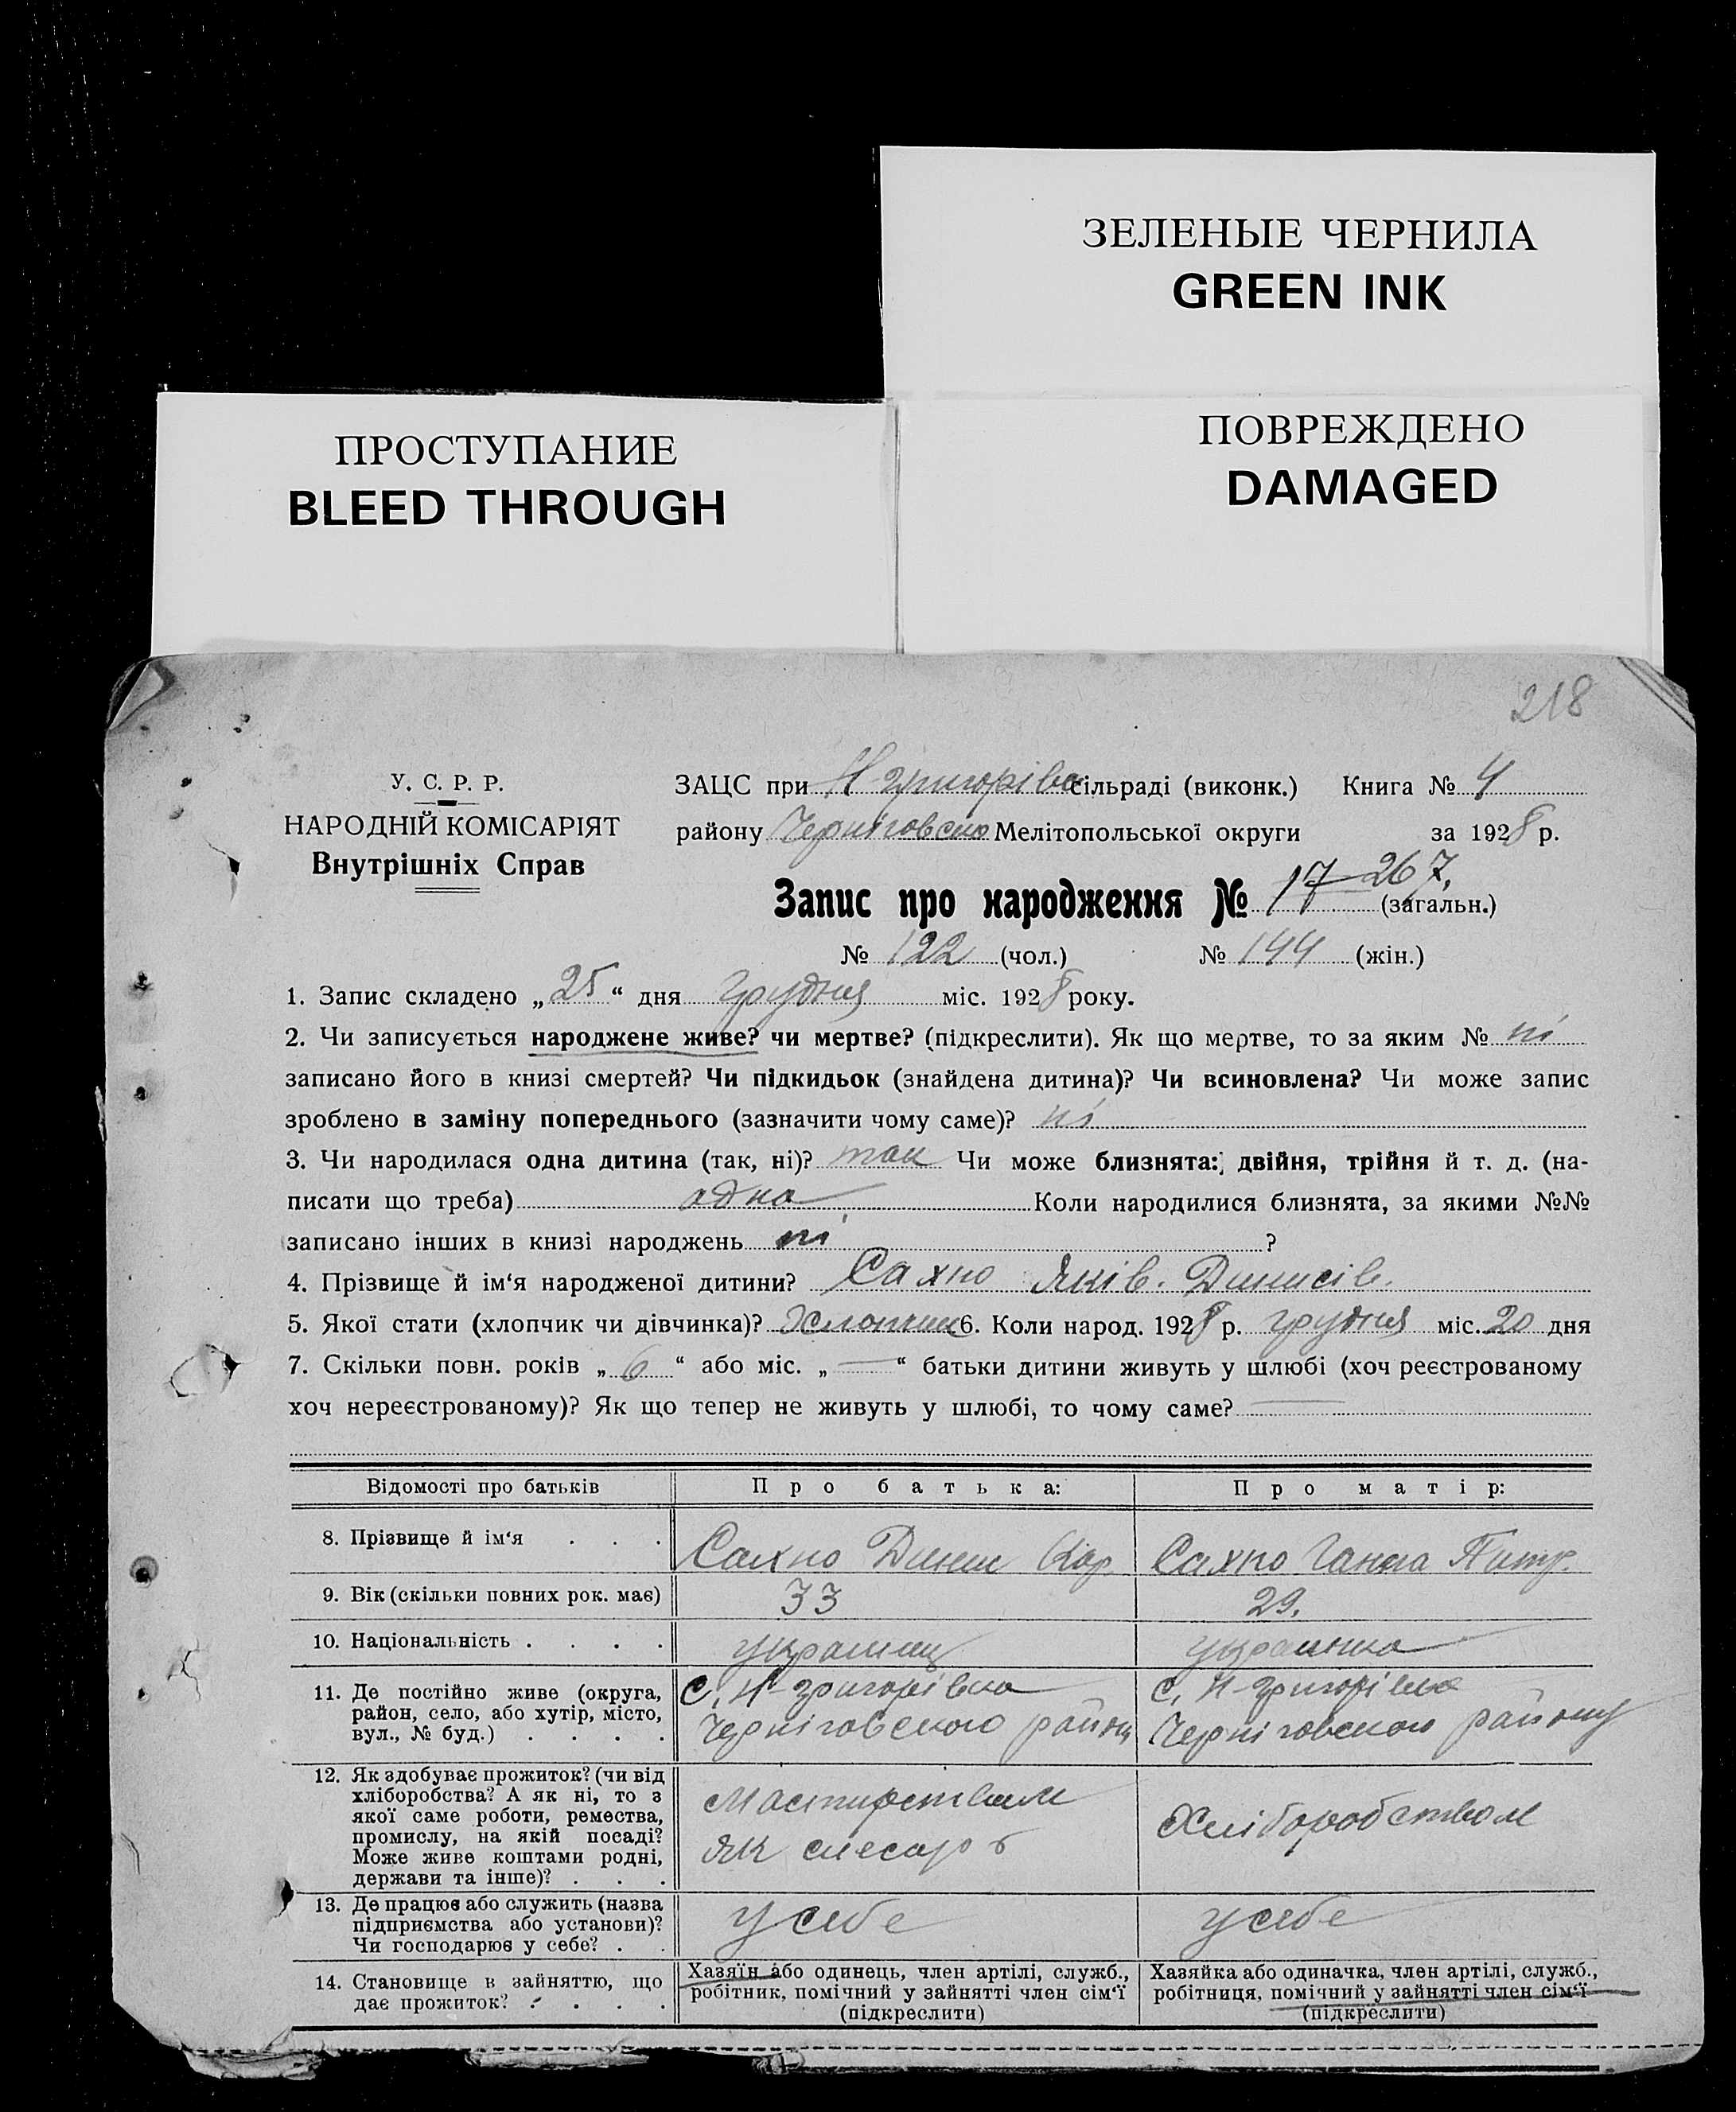 ЗЕЛЕНЫЕ ЧЕРНИЛА
GREEN INK
ПРОСТУПАНИЕ
BLEED THROUGH
ПОВРЕЖДЕНО
DAMAGED
218
У. С. Р. Р.
НАРОДНІЙ КОМІСАРІЯТ
Внутрішніх Справ
ЗАЦС при Н-григорівс сільраді (виконк.) Книга № 4
району Мелітопольської округи за 1928 р.
Запис про народження № 17 267, (загальн.)
№ 122 (чол.) № 144 (жін.)
1. Запис складено „25“ дня грудня міс. 1928 року.
2. Чи записується народжене живе? чи мертве? (підкреслити). Як що мертве, то за яким № ні
записано його в книзі смертей? Чи підкидьок (знайдена дитина)? Чи всиновлена? Чи може запис
зроблено в заміну попереднього (зазначити чому саме)? ні
3. Чи народилася одна дитина (так, ні)? так Чи може близнята: двійня, трійня й т. д. (на-
писати що треба) одна Коли народилися близнята, за якими №№
записано інших в книзі народжень ні ?
4. Прізвище й ім‘я народженої дитини? Сахно Яків. Динисів.
5. Якої стати (хлопчик чи дівчинка)? Хлопчик 6. Коли народ. 1928 р. грудня міс. 20 дня
7. Скільки повн. років „6“ або міс. „—“ батьки дитини живуть у шлюбі (хоч реєстрованому
хоч нереєстрованому)? Як що тепер не живуть у шлюбі, то чому саме? —
Відомості про батьків Про батька: Про матір:
8. Прізвище й ім‘я . . . Сахно Динис Сахно Ганна
9. Вік (скільки повних рок. має) 33 29.
10. Національність . . . . українец українка
11. Де постійно живе (округа, район, село, або хутір, місто, вул., № буд.) . . . . с. Н-григорівка Черніговского району с. Н-григорівка Черніговского району
12. Як здобуває прожиток? (чи від хліборобства? А як ні, то з якої саме роботи, ремества, промислу, на якій посаді? Може живе коштами родні, держави та інше)? . . . як слесарь Хліборобством
13. Де працює або служить (назва підприємства або установи)? Чи господарює у себе? . . у себе у себе
14. Становище в зайняттю, що дає прожиток? . . . . Хазяїн або одинець, член артілі, служб., робітник, помічний у зайнятті член сім‘ї (підкреслити) Хазяйка або одиначка, член артілі, служб., робітниця, помічний у зайнятті член сім‘ї (підкреслити)